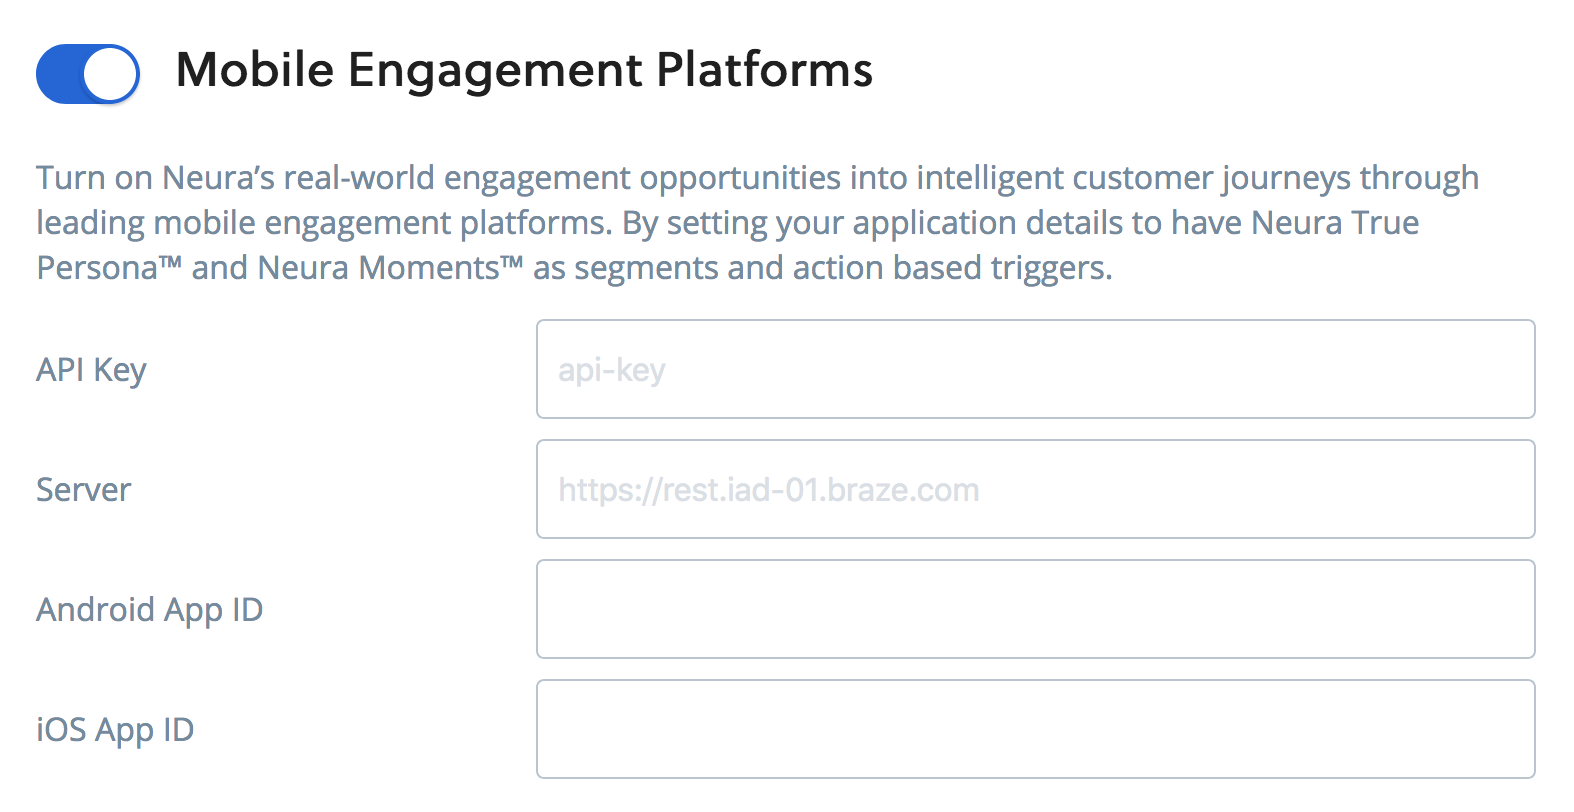 Mobile Engagement Platforms
Turn on Neura’s real-world engagement opportunities into intelligent customer journeys through
leading mobile engagement platforms. By setting your application details to have Neura True
Persona™ and Neura Moments™ as segments and action based triggers.
API Key
api-key
Server
https://rest.iad-01.braze.com
Android App ID
iOS App ID